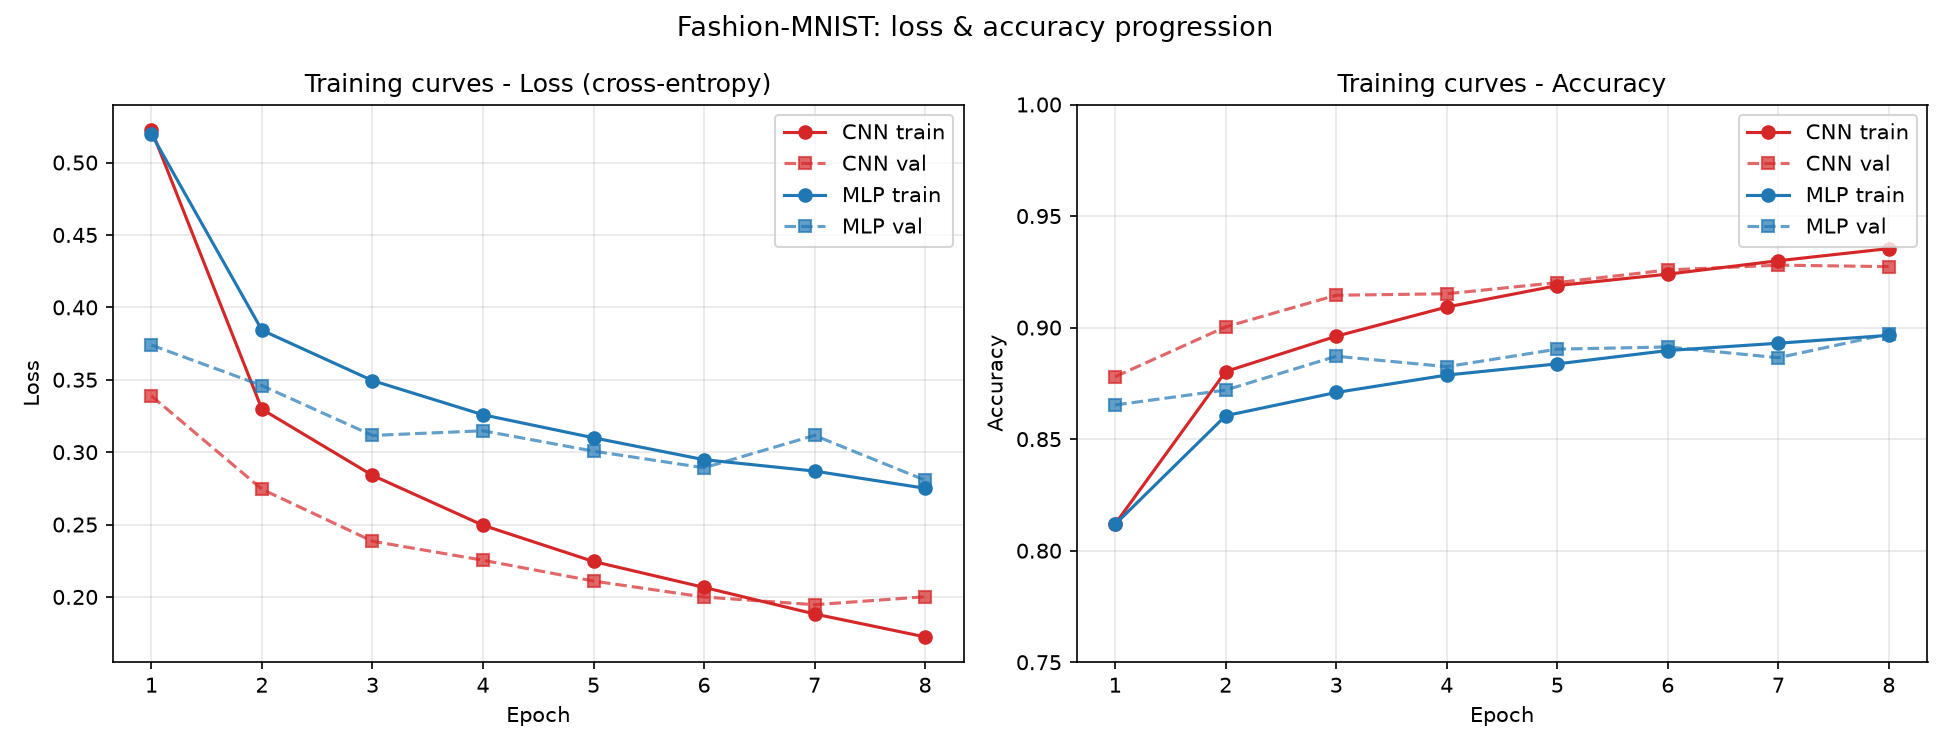 Fashion-MNIST: loss & accuracy progression
Training curves - Loss (cross-entropy)
CNN train
CNN val
MLP train
MLP val
0.50
0.45
0.40
0.35
0.30
0.25
0.20
Loss
1 2 3 4 5 6 7 8
Epoch
Training curves - Accuracy
CNN train
CNN val
MLP train
MLP val
1.00
0.95
0.90
0.85
0.80
0.75
Accuracy
1 2 3 4 5 6 7 8
Epoch